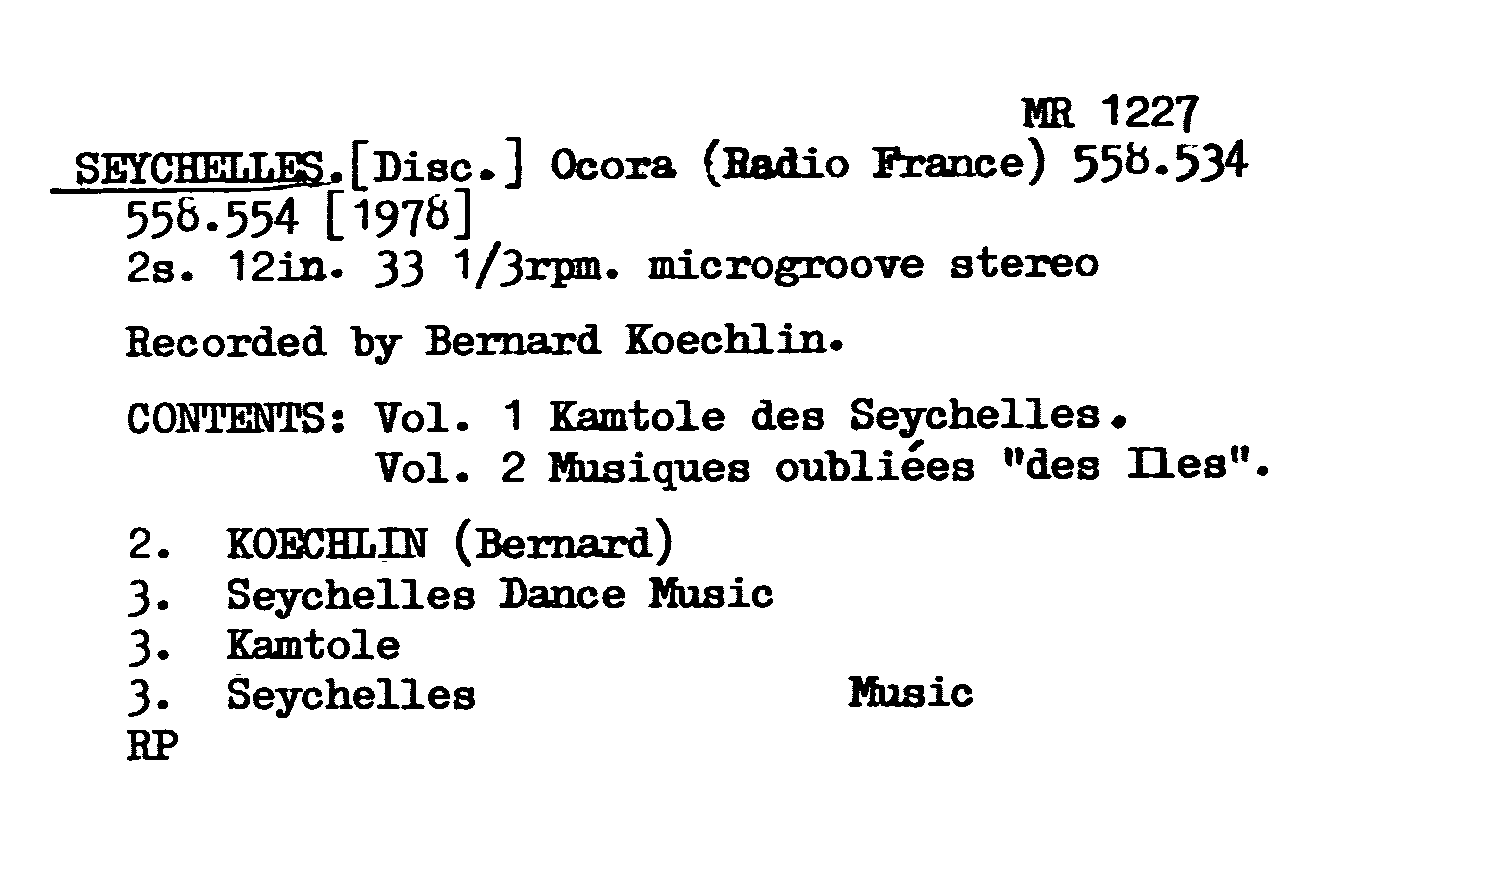 MR 1227
SEYCHELLES.[Disc.] Ocora (Radio France) 558.534
558.554 [1978]
2s. 12in. 33 1/3rpm. microgroove stereo
Recorded by Bernard Koechlin.
CONTENTS: Vol. 1 Kamtole des Seychelles.
Vol. 2 Musiques oubliées "des Iles".
2. KOECHLIN (Bernard)
3. Seychelles Dance Music
3. Kamtole
3. Seychelles Music
RP